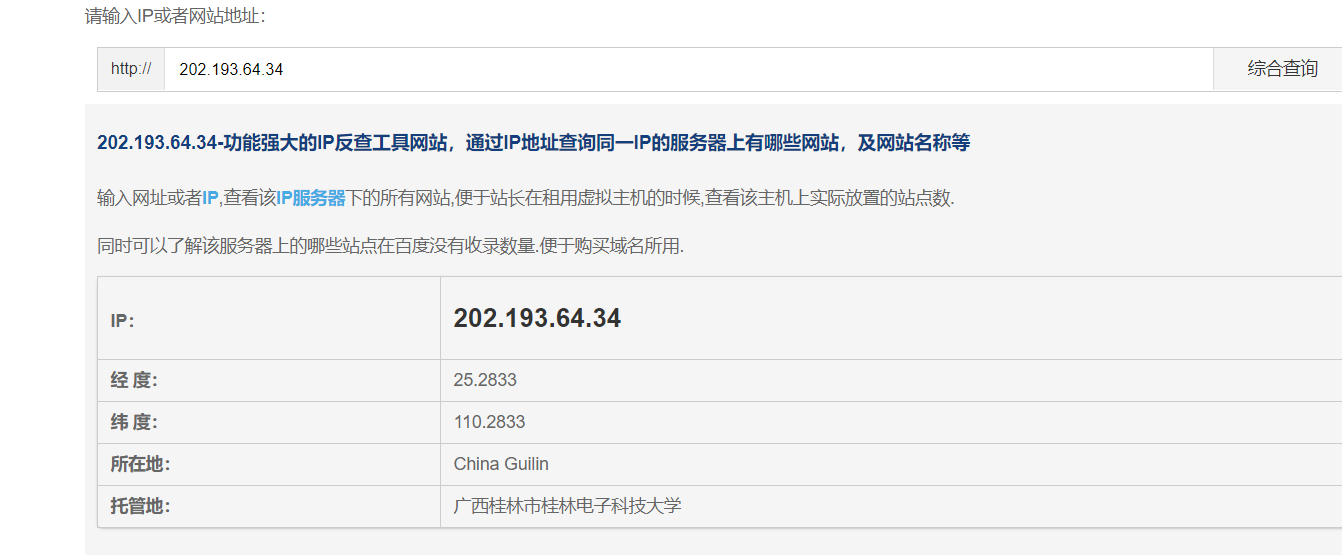 请输入IP或者网站地址：
http:// 202.193.64.34 综合查询
202.193.64.34-功能强大的IP反查工具网站，通过IP地址查询同一IP的服务器上有哪些网站，及网站名称等
输入网址或者IP,查看该IP服务器下的所有网站,便于站长在租用虚拟主机的时候,查看该主机上实际放置的站点数.
同时可以了解该服务器上的哪些站点在百度没有收录数量.便于购买域名所用.
IP： 202.193.64.34
经 度： 25.2833
纬 度： 110.2833
所在地： China Guilin
托管地： 广西桂林市桂林电子科技大学